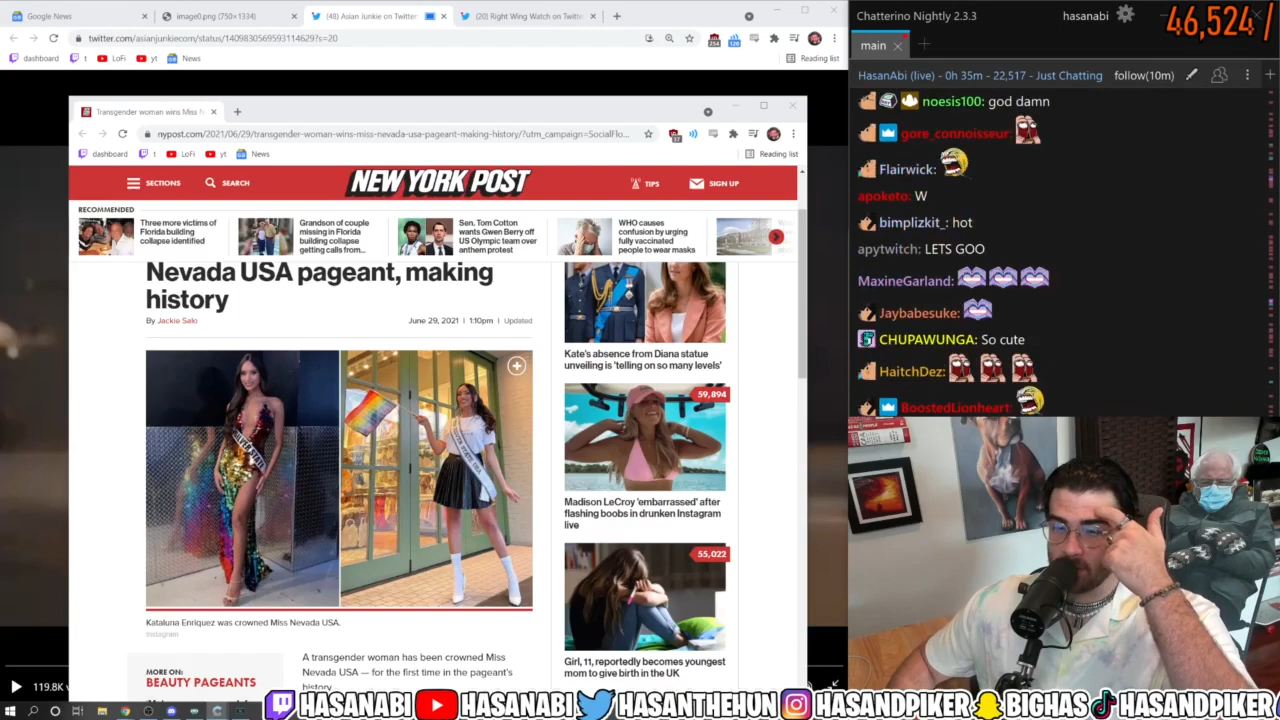 Google News
image0.png (750×1334)
(48) Asian Junkie on Twitter
(20) Right Wing Watch on Twitte
twitter.com/asianjunkiecom/status/1409830569593114629?s=20
254
128
dashboard
t
LoFi
yt
News
Reading list
Transgender woman wins Miss N
nypost.com/2021/06/29/transgender-woman-wins-miss-nevada-usa-pageant-making-history/?utm_campaign=SocialFlo...
dashboard
t
LoFi
yt
News
Reading list
SECTIONS
SEARCH
NEW YORK POST
TIPS
SIGN UP
RECOMMENDED
Three more victims of
Florida building
collapse identified
Grandson of couple
missing in Florida
building collapse
getting calls from...
Sen. Tom Cotton
wants Gwen Berry off
US Olympic team over
anthem protest
WHO causes
confusion by urging
fully vaccinated
people to wear masks
Nevada USA pageant, making
history
By Jackie Salo
June 29, 2021 | 1:10pm | Updated
Kataluna Enriquez was crowned Miss Nevada USA.
Instagram
MORE ON:
BEAUTY PAGEANTS
A transgender woman has been crowned Miss
Nevada USA — for the first time in the pageant's
history.
Kate's absence from Diana statue
unveiling is 'telling on so many levels'
59,894
Madison LeCroy 'embarrassed' after
flashing boobs in drunken Instagram
live
55,022
Girl, 11, reportedly becomes youngest
mom to give birth in the UK
119.8K
Chatterino Nightly 2.3.3
hasanabi
46,524 /
main
HasanAbi (live) - 0h 35m - 22,517 - Just Chatting
follow(10m)
noesis100: god damn
gore_connoisseur:
Flairwick:
apoketo: W
bimplizkit_: hot
apytwitch: LETS GOO
MaxineGarland:
Jaybabesuke:
CHUPAWUNGA: So cute
HaitchDez:
BoostedLionheart:
HASANABI
HASANABI
HASANTHEHUN
HASANDPIKER
BIGHAS
HASANDPIKER